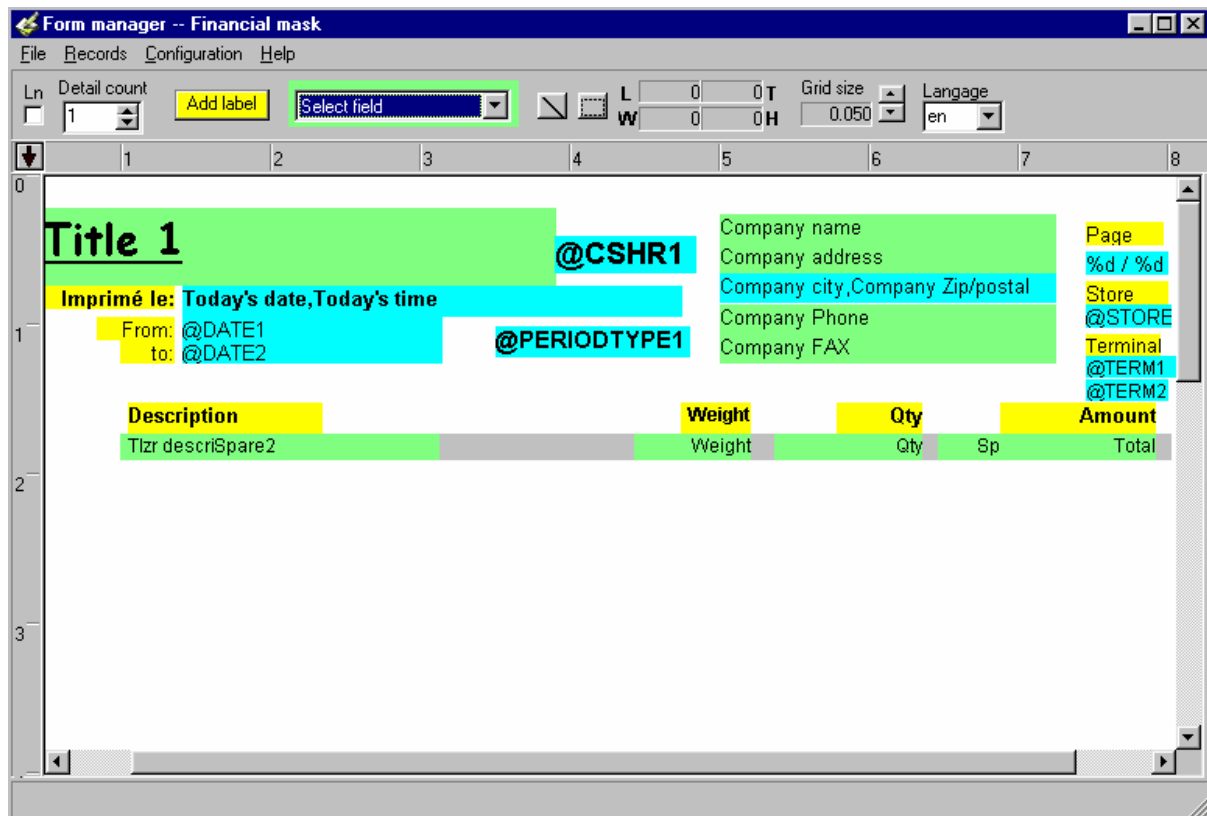 Form manager -- Financial mask
File Records Configuration Help
Ln Detail count 1 Add label Select field L 0 0 T W 0 0 H Grid size 0.050 Langage en
1 2 3 4 5 6 7 8
0
Title 1
@CSHR1
Company name
Company address
Company city,Company Zip/postal
Company Phone
Company FAX
Page
%d / %d
Store
@STORE
Terminal
@TERM1
@TERM2
Imprimé le: Today's date,Today's time
From: @DATE1
to: @DATE2
@PERIODTYPE1
1
Description Weight Qty Amount
Tlzr descriSpare2 Weight Qty Sp Total
2
3